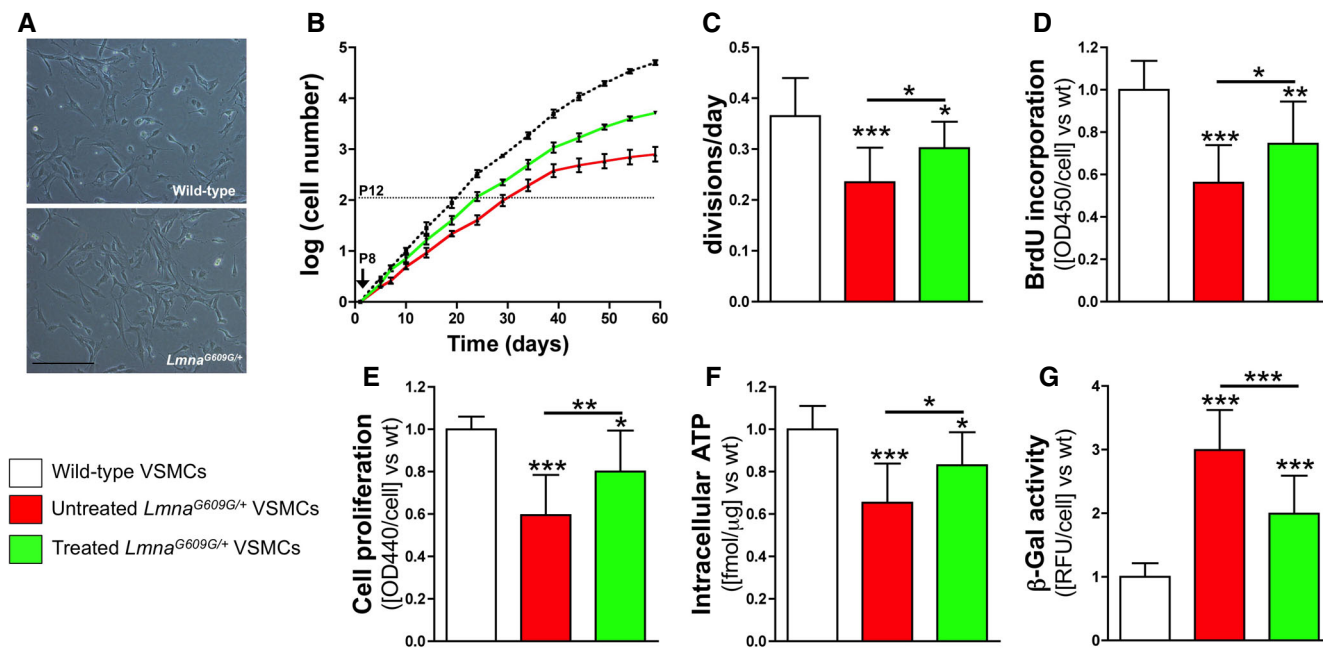 A
Wild-type
LmnaG609G/+
B
log (cell number)
5
4
3
2
1
0
P12
P8
0 10 20 30 40 50 60
Time (days)
C
divisions/day
0.5
0.4
0.3
0.2
0.1
0.0
***
*
*
D
BrdU incorporation
([OD450/cell] vs wt)
1.2
1.0
0.8
0.6
0.4
0.2
0.0
***
*
**
Wild-type VSMCs
Untreated LmnaG609G/+ VSMCs
Treated LmnaG609G/+ VSMCs
E
Cell proliferation
([OD440/cell] vs wt)
1.2
1.0
0.8
0.6
0.4
0.2
0.0
***
**
*
F
Intracellular ATP
([fmol/μg] vs wt)
1.2
1.0
0.8
0.6
0.4
0.2
0.0
***
*
*
G
β-Gal activity
([RFU/cell] vs wt)
4
3
2
1
0
***
***
***